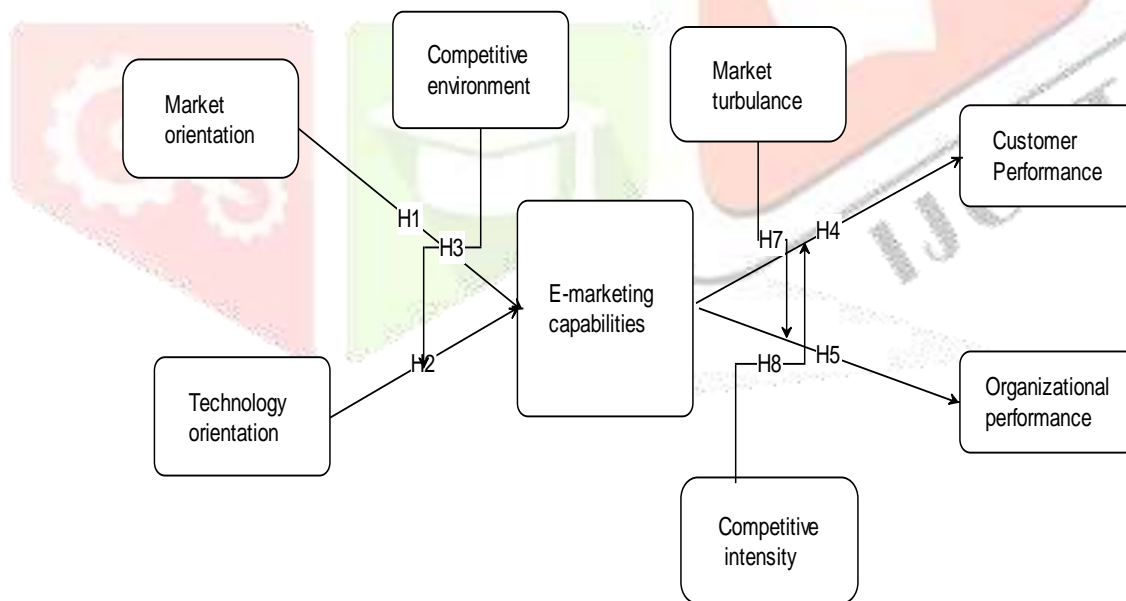 Competitive
environment
Market
turbulance
Market
orientation
Customer
Performance
H1
H3
H7
H4
E-marketing
capabilities
H2
H8
H5
Technology
orientation
Organizational
performance
Competitive
intensity